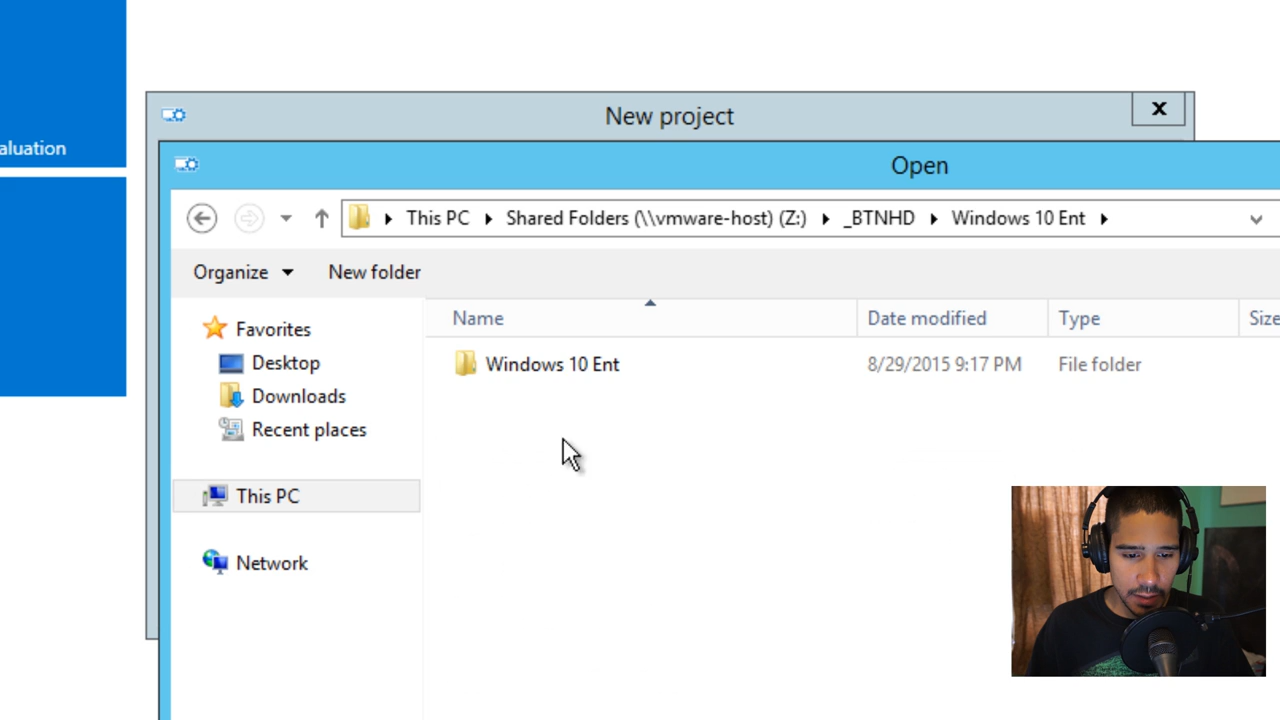 aluation
New project
x
Open
This PC Shared Folders (\\vmware-host) (Z:) _BTNHD Windows 10 Ent
Organize New folder
Name Date modified Type Size
Favorites
Desktop
Downloads
Recent places
This PC
Network
Windows 10 Ent 8/29/2015 9:17 PM File folder